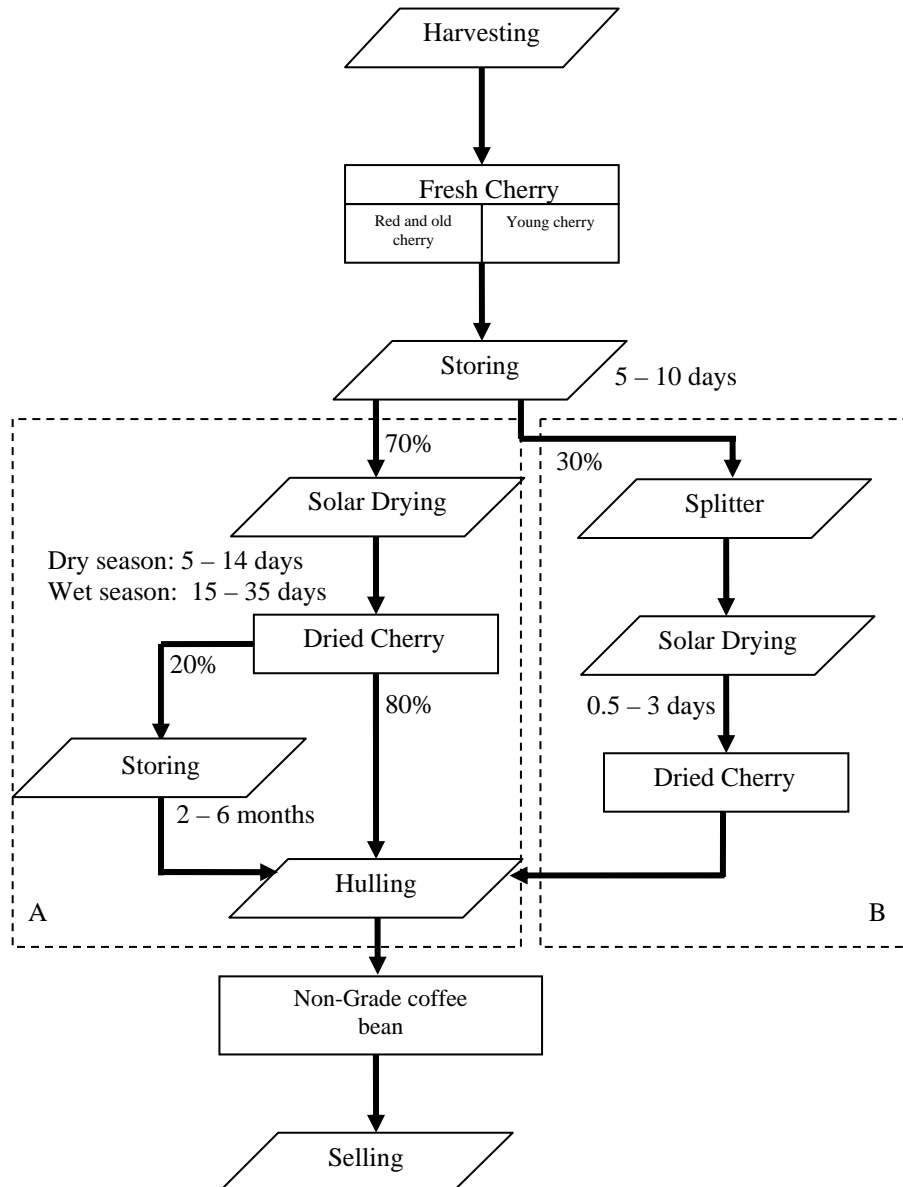 Harvesting
Fresh Cherry
Red and old
cherry
Young cherry
Storing
5 – 10 days
70%
30%
Solar Drying
Splitter
Dry season: 5 – 14 days
Wet season: 15 – 35 days
Dried Cherry
Solar Drying
20%
80%
0.5 – 3 days
Storing
Dried Cherry
2 – 6 months
Hulling
A
B
Non-Grade coffee
bean
Selling